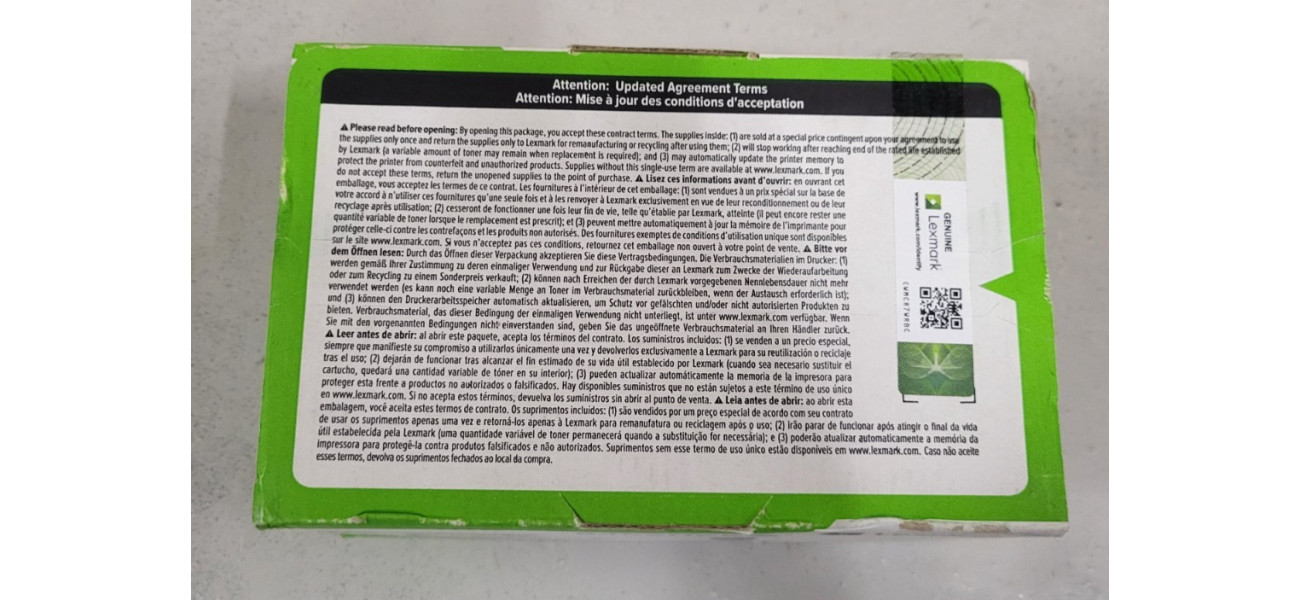 Attention: Updated Agreement Terms
Attention: Mise à jour des conditions d'acceptation
⚠ Please read before opening: By opening this package, you accept these contract terms. The supplies inside: (1) are sold at a special price contingent upon your agreement to use
the supplies only once and return the supplies only to Lexmark for remanufacturing or recycling after using them; (2) will stop working after reaching end of the rated life established
by Lexmark (a variable amount of toner may remain when replacement is required); and (3) may automatically update the printer memory to
protect the printer from counterfeit and unauthorized products. Supplies without this single-use term are available at www.lexmark.com. If you
do not accept these terms, return the unopened supplies to the point of purchase. ⚠ Lisez ces informations avant d'ouvrir: en ouvrant cet
emballage, vous acceptez les termes de ce contrat. Les fournitures à l'intérieur de cet emballage: (1) sont vendues à un prix spécial sur la base de
votre accord à n'utiliser ces fournitures qu'une seule fois et à les renvoyer à Lexmark exclusivement en vue de leur reconditionnement ou de leur
recyclage après utilisation; (2) cesseront de fonctionner une fois leur fin de vie, telle qu'établie par Lexmark, atteinte (il peut encore rester une
quantité variable de toner lorsque le remplacement est prescrit); et (3) peuvent mettre automatiquement à jour la mémoire de l'imprimante pour
protéger celle-ci contre les contrefaçons et les produits non autorisés. Des fournitures exemptes de conditions d'utilisation unique sont disponibles
sur le site www.lexmark.com. Si vous n'acceptez pas ces conditions, retournez cet emballage non ouvert à votre point de vente. ⚠ Bitte vor
dem Öffnen lesen: Durch das Öffnen dieser Verpackung akzeptieren Sie diese Vertragsbedingungen. Die Verbrauchsmaterialien im Drucker: (1)
werden gemäß Ihrer Zustimmung zu deren einmaliger Verwendung und zur Rückgabe dieser an Lexmark zum Zwecke der Wiederaufarbeitung
oder zum Recycling zu einem Sonderpreis verkauft; (2) können nach Erreichen der durch Lexmark vorgegebenen Nennlebensdauer nicht mehr
verwendet werden (es kann noch eine variable Menge an Toner im Verbrauchsmaterial zurückbleiben, wenn der Austausch erforderlich ist);
und (3) können den Druckerarbeitsspeicher automatisch aktualisieren, um Schutz vor gefälschten und/oder nicht autorisierten Produkten zu
bieten. Verbrauchsmaterial, das dieser Bedingung der einmaligen Verwendung nicht unterliegt, ist unter www.lexmark.com verfügbar. Wenn
Sie mit den vorgenannten Bedingungen nicht einverstanden sind, geben Sie das ungeöffnete Verbrauchsmaterial an Ihren Händler zurück.
⚠ Leer antes de abrir: al abrir este paquete, acepta los términos del contrato. Los suministros incluidos: (1) se venden a un precio especial,
siempre que manifieste su compromiso a utilizarlos únicamente una vez y devolverlos exclusivamente a Lexmark para su reutilización o reciclaje
tras el uso; (2) dejarán de funcionar tras alcanzar el fin estimado de su vida útil establecido por Lexmark (cuando sea necesario sustituir el
cartucho, quedará una cantidad variable de tóner en su interior); (3) pueden actualizar automáticamente la memoria de la impresora para
proteger esta frente a productos no autorizados o falsificados. Hay disponibles suministros que no están sujetos a este término de uso único
en www.lexmark.com. Si no acepta estos términos, devuelva los suministros sin abrir al punto de venta. ⚠ Leia antes de abrir: ao abrir esta
embalagem, você aceita estes termos de contrato. Os suprimentos incluídos: (1) são vendidos por um preço especial de acordo com seu contrato
de usar os suprimentos apenas uma vez e retorná-los apenas à Lexmark para remanufatura ou reciclagem após o uso; (2) irão parar de funcionar após atingir o final da vida
útil estabelecida pela Lexmark (uma quantidade variável de toner permanecerá quando a substituição for necessária); e (3) poderão atualizar automaticamente a memória da
impressora para protegê-la contra produtos falsificados e não autorizados. Suprimentos sem esse termo de uso único estão disponíveis em www.lexmark.com. Caso não aceite
esses termos, devolva os suprimentos fechados ao local da compra.
GENUINE
Lexmark
www.lexmark.com/identify